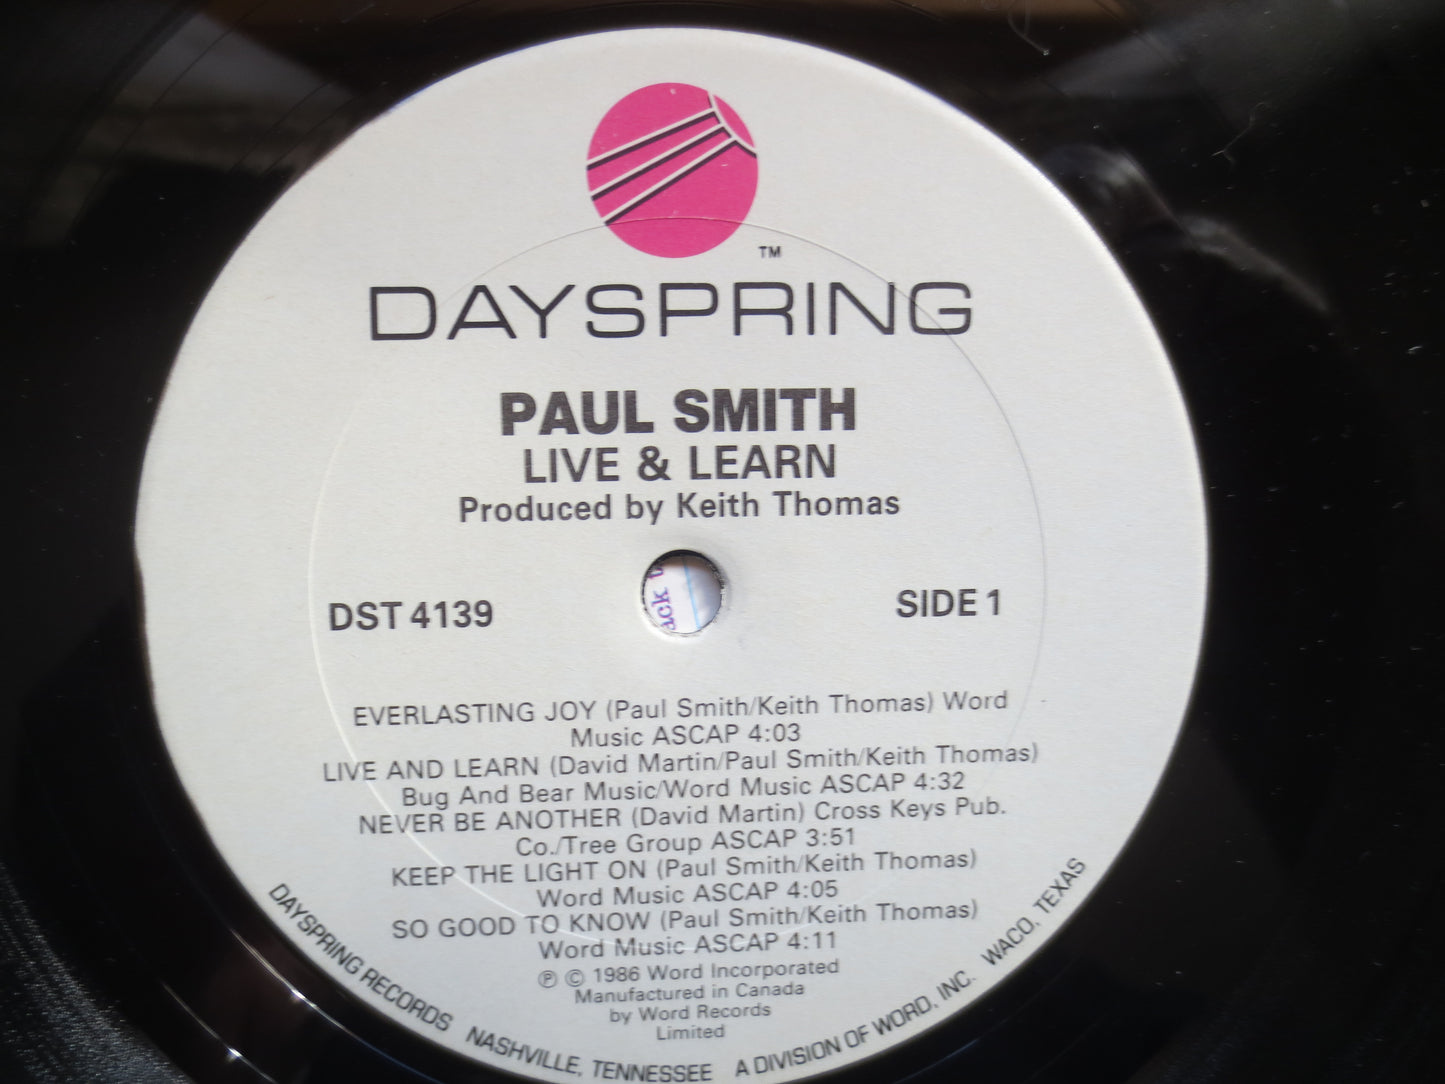 TM
DAYSPRING
PAUL SMITH
LIVE & LEARN
Produced by Keith Thomas
DST 4139
SIDE 1
ack t
EVERLASTING JOY (Paul Smith/Keith Thomas) Word
Music ASCAP 4:03
LIVE AND LEARN (David Martin/Paul Smith/Keith Thomas)
Bug And Bear Music/Word Music ASCAP 4:32
NEVER BE ANOTHER (David Martin) Cross Keys Pub.
Co./Tree Group ASCAP 3:51
KEEP THE LIGHT ON (Paul Smith/Keith Thomas)
Word Music ASCAP 4:05
SO GOOD TO KNOW (Paul Smith/Keith Thomas)
Word Music ASCAP 4:11
℗ © 1986 Word Incorporated
Manufactured in Canada
by Word Records
Limited
DAYSPRING RECORDS NASHVILLE, TENNESSEE A DIVISION OF WORD, INC. WACO, TEXAS